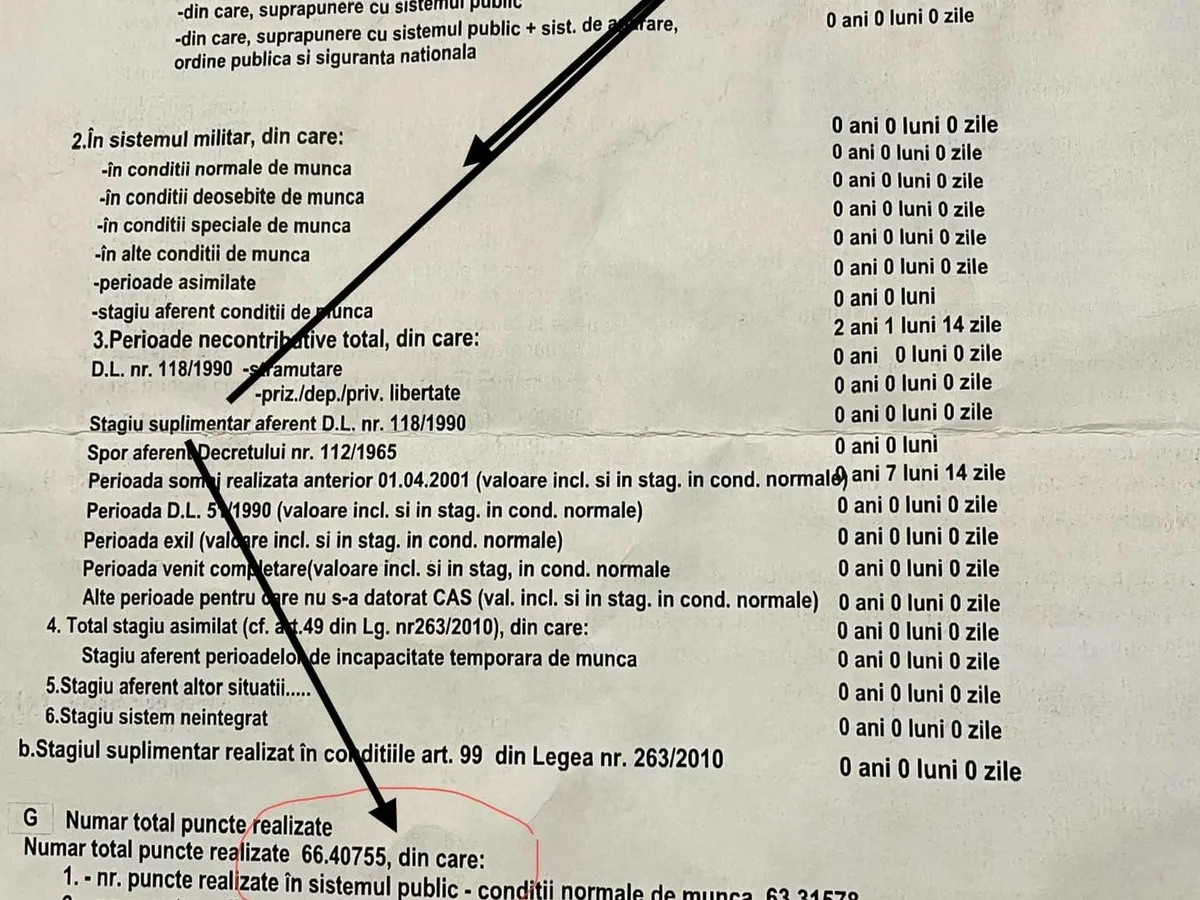 -din care, suprapunere cu sistemul public
-din care, suprapunere cu sistemul public + sist. de aparare, 0 ani 0 luni 0 zile
ordine publica si siguranta nationala
2.În sistemul militar, din care: 0 ani 0 luni 0 zile
-în conditii normale de munca 0 ani 0 luni 0 zile
-în conditii deosebite de munca 0 ani 0 luni 0 zile
-în conditii speciale de munca 0 ani 0 luni 0 zile
-în alte conditii de munca 0 ani 0 luni 0 zile
-perioade asimilate 0 ani 0 luni 0 zile
-stagiu aferent conditii de munca 0 ani 0 luni
3.Perioade necontributive total, din care: 2 ani 1 luni 14 zile
D.L. nr. 118/1990 -stramutare 0 ani 0 luni 0 zile
-priz./dep./priv. libertate 0 ani 0 luni 0 zile
Stagiu suplimentar aferent D.L. nr. 118/1990 0 ani 0 luni 0 zile
Spor aferent Decretului nr. 112/1965 0 ani 0 luni
Perioada somaj realizata anterior 01.04.2001 (valoare incl. si in stag. in cond. normale) 0 ani 7 luni 14 zile
Perioada D.L. 51/1990 (valoare incl. si in stag. in cond. normale) 0 ani 0 luni 0 zile
Perioada exil (valoare incl. si in stag. in cond. normale) 0 ani 0 luni 0 zile
Perioada venit completare(valoare incl. si in stag, in cond. normale 0 ani 0 luni 0 zile
Alte perioade pentru care nu s-a datorat CAS (val. incl. si in stag. in cond. normale) 0 ani 0 luni 0 zile
4. Total stagiu asimilat (cf. art.49 din Lg. nr263/2010), din care: 0 ani 0 luni 0 zile
Stagiu aferent perioadelor de incapacitate temporara de munca 0 ani 0 luni 0 zile
5.Stagiu aferent altor situatii..... 0 ani 0 luni 0 zile
6.Stagiu sistem neintegrat 0 ani 0 luni 0 zile
b.Stagiul suplimentar realizat în conditiile art. 99 din Legea nr. 263/2010 0 ani 0 luni 0 zile
G Numar total puncte realizate
Numar total puncte realizate 66.40755, din care:
1. - nr. puncte realizate în sistemul public - conditii normale de munca 63.31578